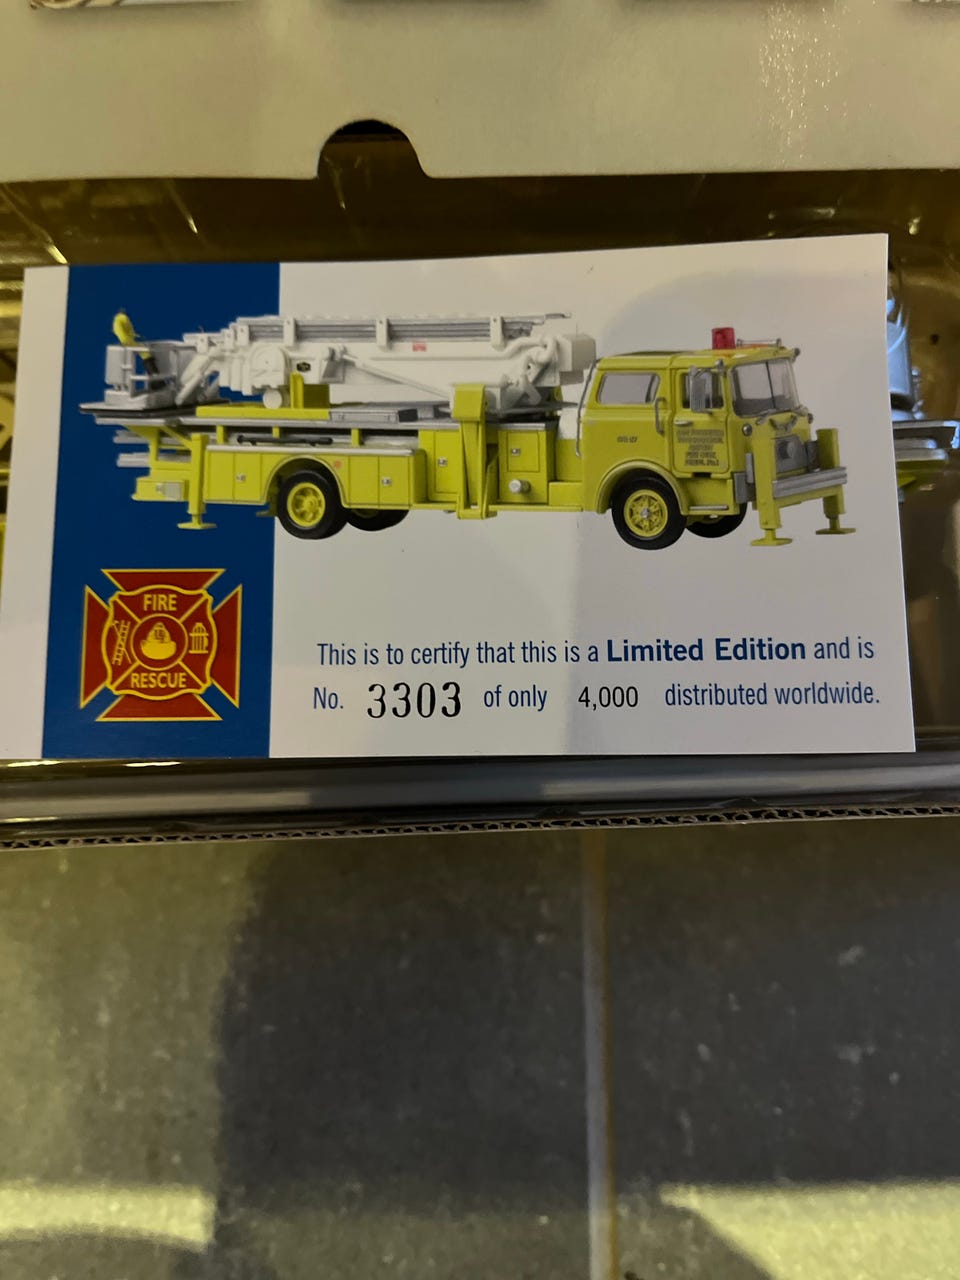 FIRE
RESCUE
This is to certify that this is a Limited Edition and is
No. 3303 of only 4,000 distributed worldwide.